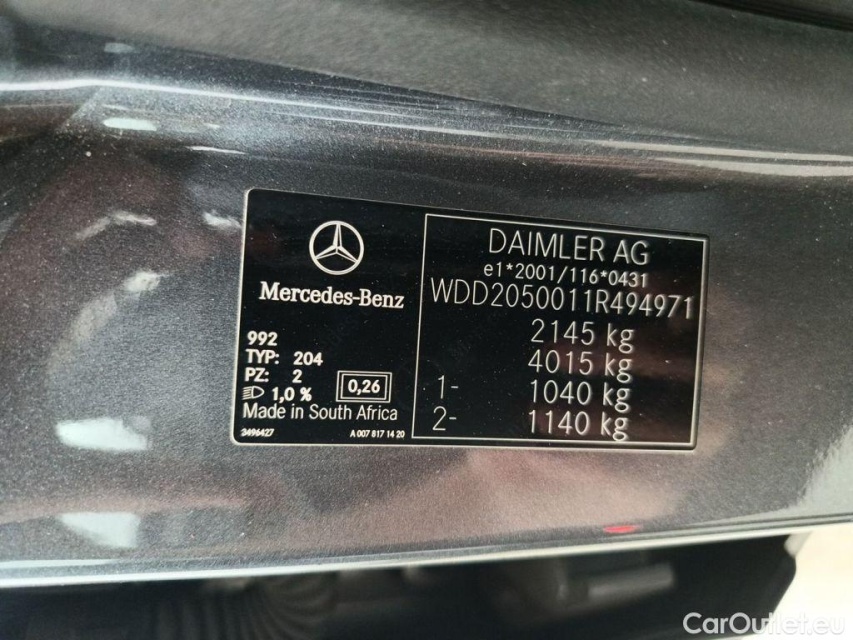 Mercedes-Benz
992
TYP: 204
PZ: 2
1,0 %
0,26
Made in South Africa
3496427
A 007 817 14 20
DAIMLER AG
e1*2001/116*0431
WDD2050011R494971
2145 kg
4015 kg
1- 1040 kg
2- 1140 kg
CarOutlet.eu